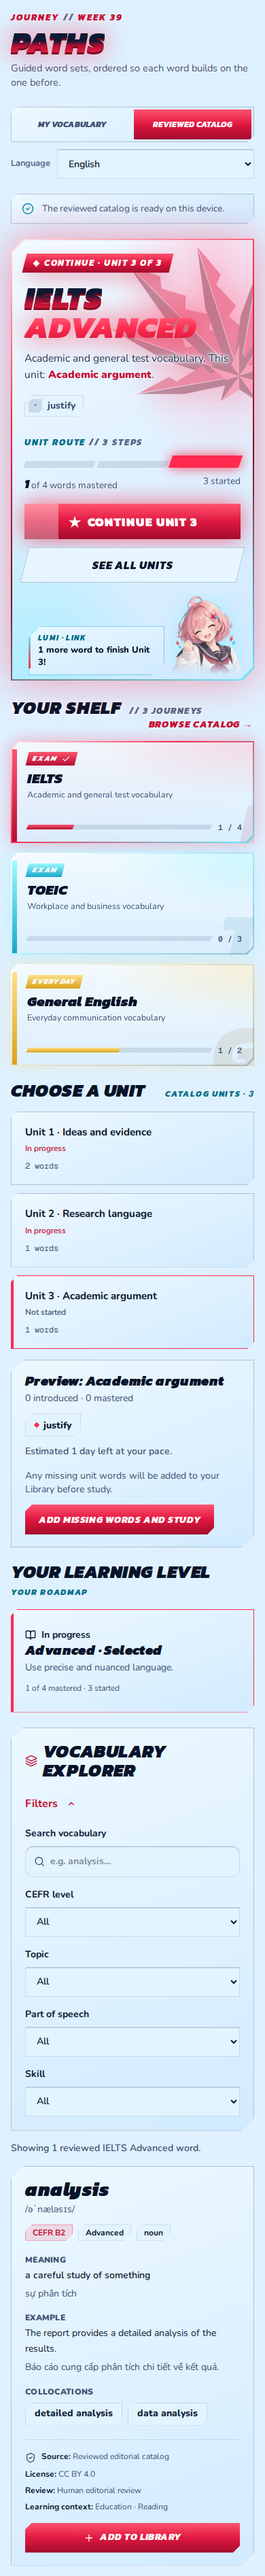 JOURNEY // WEEK 39
PATHS
Guided word sets, ordered so each word builds on the
one before.
MY VOCABULARY
REVIEWED CATALOG
Language
English
The reviewed catalog is ready on this device.
CONTINUE · UNIT 3 OF 3
IELTS
ADVANCED
Academic and general test vocabulary. This
unit: Academic argument.
justify
UNIT ROUTE // 3 STEPS
1 of 4 words mastered
3 started
★ CONTINUE UNIT 3
SEE ALL UNITS
LUMI · LINK
1 more word to finish Unit
3!
YOUR SHELF // 3 JOURNEYS
BROWSE CATALOG →
EXAM ✓
IELTS
Academic and general test vocabulary
1 / 4
EXAM
TOEIC
Workplace and business vocabulary
0 / 3
EVERYDAY
General English
Everyday communication vocabulary
1 / 2
CHOOSE A UNIT
CATALOG UNITS · 3
Unit 1 · Ideas and evidence
In progress
2 words
Unit 2 · Research language
In progress
1 words
Unit 3 · Academic argument
Not started
1 words
Preview: Academic argument
0 introduced · 0 mastered
justify
Estimated 1 day left at your pace.
Any missing unit words will be added to your
Library before study.
ADD MISSING WORDS AND STUDY
YOUR LEARNING LEVEL
YOUR ROADMAP
In progress
Advanced · Selected
Use precise and nuanced language.
1 of 4 mastered · 3 started
VOCABULARY
EXPLORER
Filters
Search vocabulary
e.g. analysis...
CEFR level
All
Topic
All
Part of speech
All
Skill
All
Showing 1 reviewed IELTS Advanced word.
analysis
/əˈnæləsɪs/
CEFR B2
Advanced
noun
MEANING
a careful study of something
sự phân tích
EXAMPLE
The report provides a detailed analysis of the
results.
Báo cáo cung cấp phân tích chi tiết về kết quả.
COLLOCATIONS
detailed analysis
data analysis
Source: Reviewed editorial catalog
License: CC BY 4.0
Review: Human editorial review
Learning context: Education · Reading
+ ADD TO LIBRARY